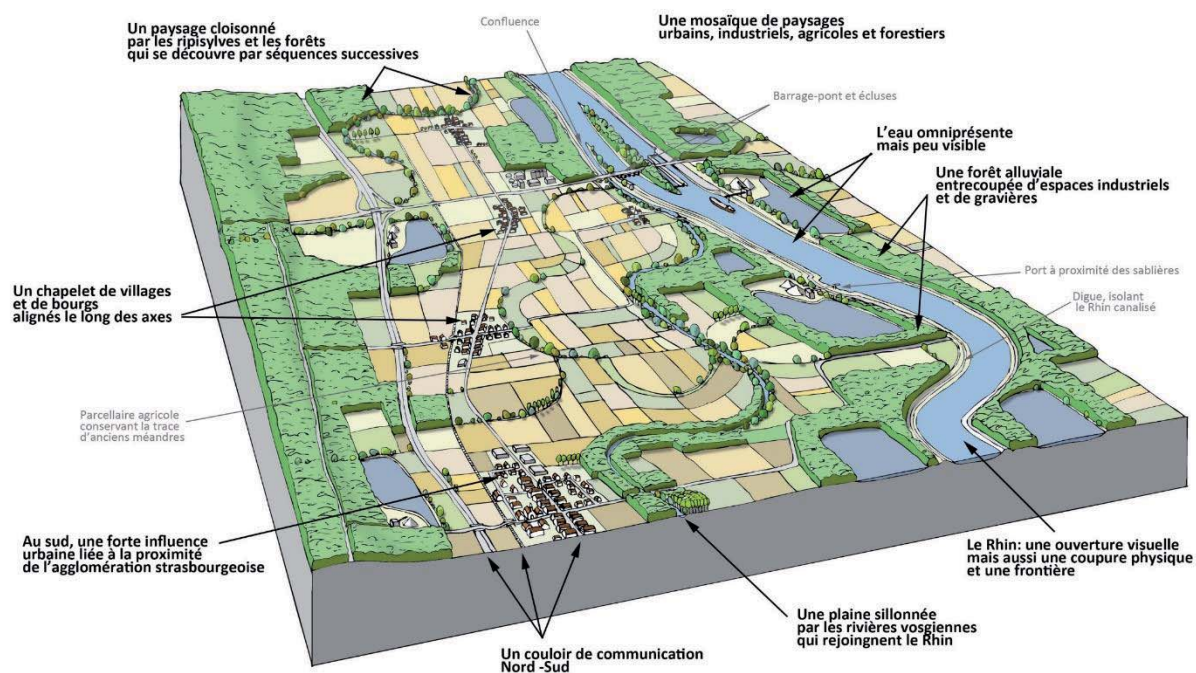 Un paysage cloisonné
par les ripisylves et les forêts
qui se découvre par séquences successives
Confluence
Une mosaïque de paysages
urbains, industriels, agricoles et forestiers
Barrage-pont et écluses
L'eau omniprésente
mais peu visible
Une forêt alluviale
entrecoupée d'espaces industriels
et de gravières
Port à proximité des sablières
Digue, isolant
le Rhin canalisé
Un chapelet de villages
et de bourgs
alignés le long des axes
Parcellaire agricole
conservant la trace
d'anciens méandres
Au sud, une forte influence
urbaine liée à la proximité
de l'agglomération strasbourgeoise
Le Rhin: une ouverture visuelle
mais aussi une coupure physique
et une frontière
Une plaine sillonnée
par les rivières vosgiennes
qui rejoingnent le Rhin
Un couloir de communication
Nord -Sud